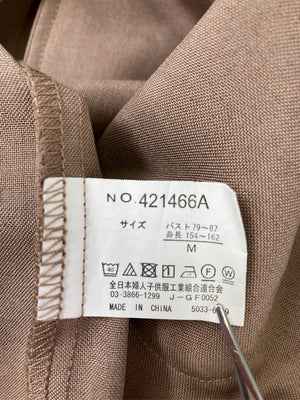 NO.421466A
サイズ
バスト79〜87
身長154〜162
M
40
F
W
全日本婦人子供服工業組合連合会
03-3866-1299 J-GF0052
MADE IN CHINA